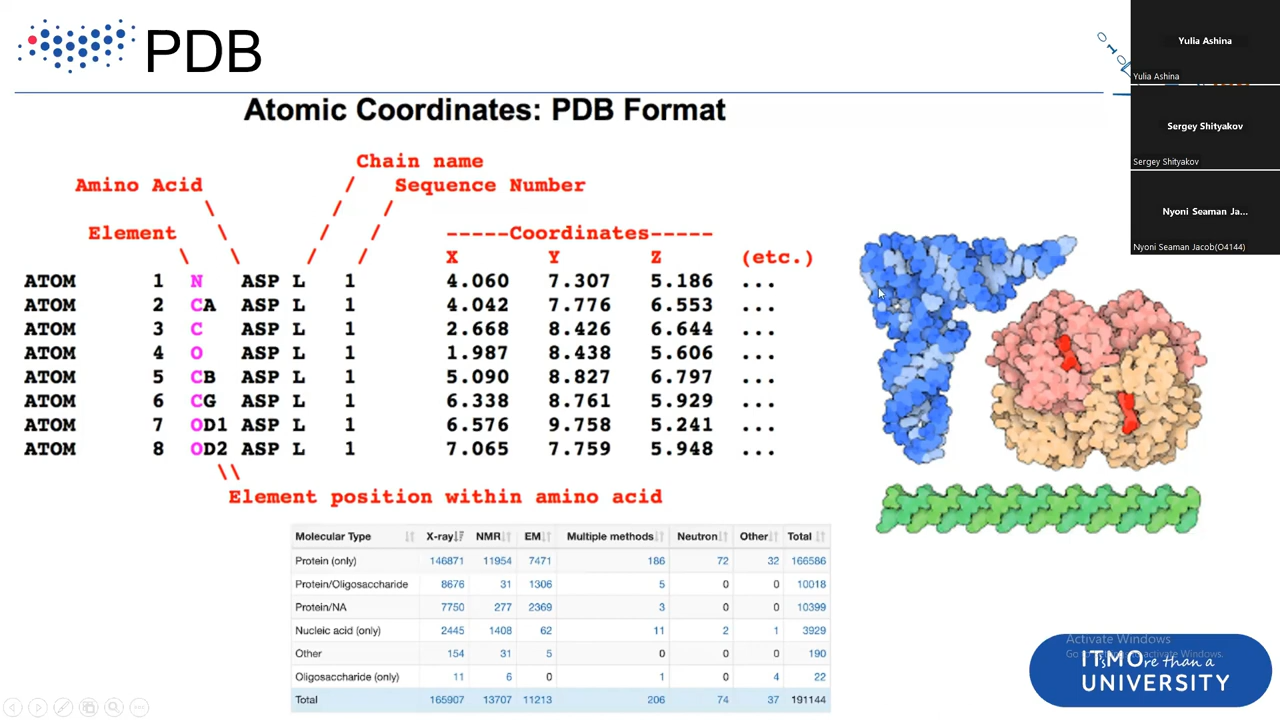 PDB
Atomic Coordinates: PDB Format
Chain name
Amino Acid
Sequence Number
Element
-----Coordinates-----
X Y Z (etc.)
ATOM 1 N ASP L 1 4.060 7.307 5.186 ...
ATOM 2 CA ASP L 1 4.042 7.776 6.553 ...
ATOM 3 C ASP L 1 2.668 8.426 6.644 ...
ATOM 4 O ASP L 1 1.987 8.438 5.606 ...
ATOM 5 CB ASP L 1 5.090 8.827 6.797 ...
ATOM 6 CG ASP L 1 6.338 8.761 5.929 ...
ATOM 7 OD1 ASP L 1 6.576 9.758 5.241 ...
ATOM 8 OD2 ASP L 1 7.065 7.759 5.948 ...
Element position within amino acid
Molecular Type X-ray NMR EM Multiple methods Neutron Other Total
Protein (only) 146871 11954 7471 186 72 32 166586
Protein/Oligosaccharide 8676 31 1306 5 0 0 10018
Protein/NA 7750 277 2369 3 0 0 10399
Nucleic acid (only) 2445 1408 62 11 2 1 3929
Other 154 31 5 0 0 0 190
Oligosaccharide (only) 11 6 0 1 0 4 22
Total 165907 13707 11213 206 74 37 191144
Yulia Ashina
Yulia Ashina
Sergey Shityakov
Sergey Shityakov
Nyoni Seaman Ja...
Nyoni Seaman Jacob(O4144)
Activate Windows
Go to activate Windows.
IT's MOre than a
UNIVERSITY